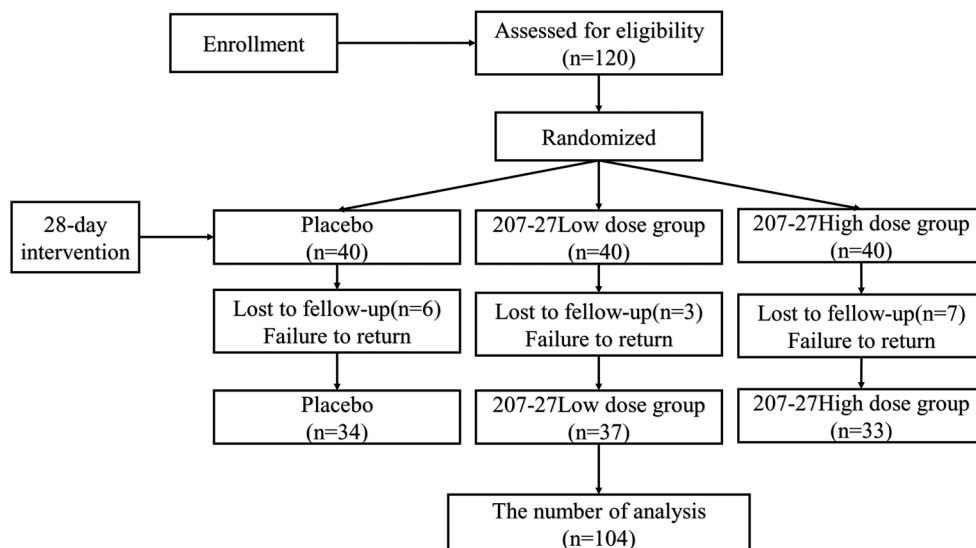 Enrollment
Assessed for eligibility
(n=120)
Randomized
28-day
intervention
Placebo
(n=40)
207-27Low dose group
(n=40)
207-27High dose group
(n=40)
Lost to fellow-up(n=6)
Failure to return
Lost to fellow-up(n=3)
Failure to return
Lost to fellow-up(n=7)
Failure to return
Placebo
(n=34)
207-27Low dose group
(n=37)
207-27High dose group
(n=33)
The number of analysis
(n=104)